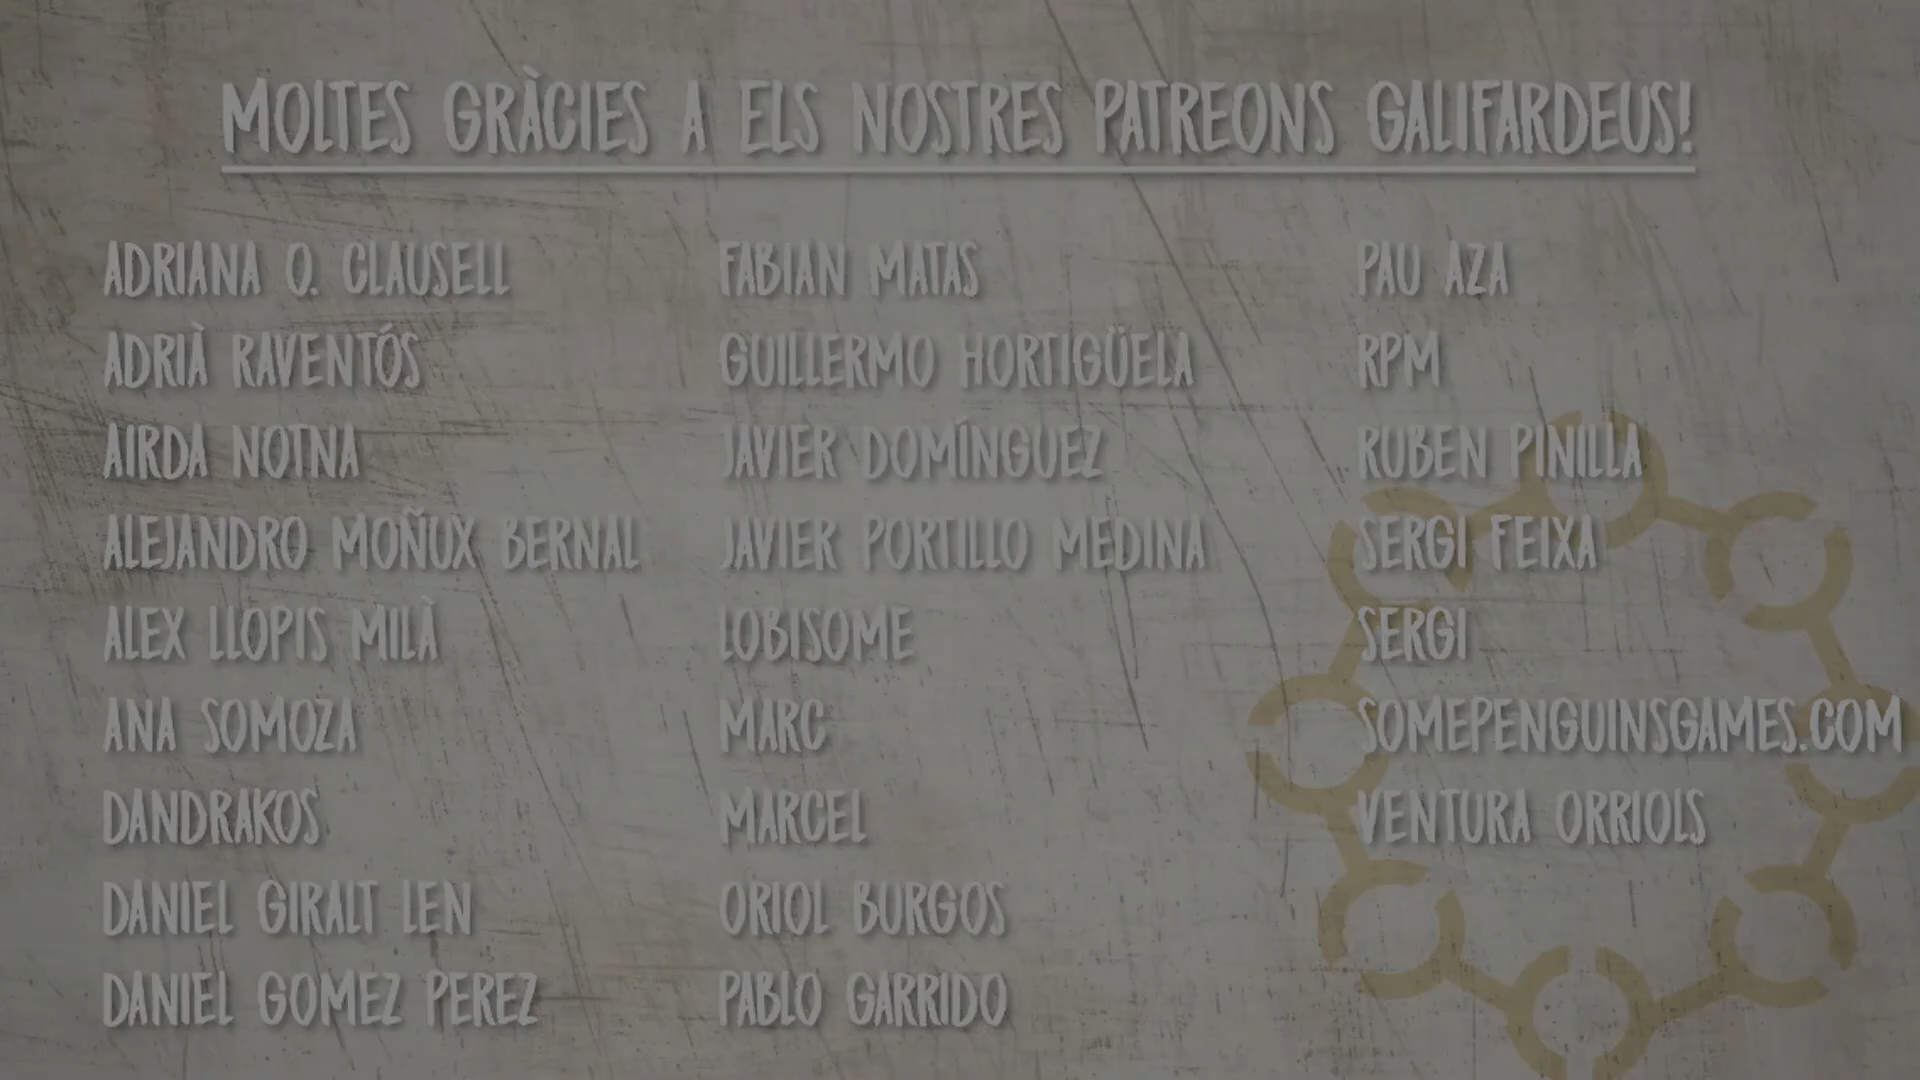 MOLTES GRÀCIES A ELS NOSTRES PATREONS GALIFARDEUS!
ADRIANA O. CLAUSELL
ADRIÀ RAVENTÓS
AIRDA NOTNA
ALEJANDRO MOÑUX BERNAL
ALEX LLOPIS MILÀ
ANA SOMOZA
DANDRAKOS
DANIEL GIRALT LEN
DANIEL GOMEZ PEREZ
FABIAN MATAS
GUILLERMO HORTIGÜELA
JAVIER DOMÍNGUEZ
JAVIER PORTILLO MEDINA
LOBISOME
MARC
MARCEL
ORIOL BURGOS
PABLO GARRIDO
PAU AZA
RPM
RUBEN PINILLA
SERGI FEIXA
SERGI
SOMEPENGUINSGAMES.COM
VENTURA ORRIOLS